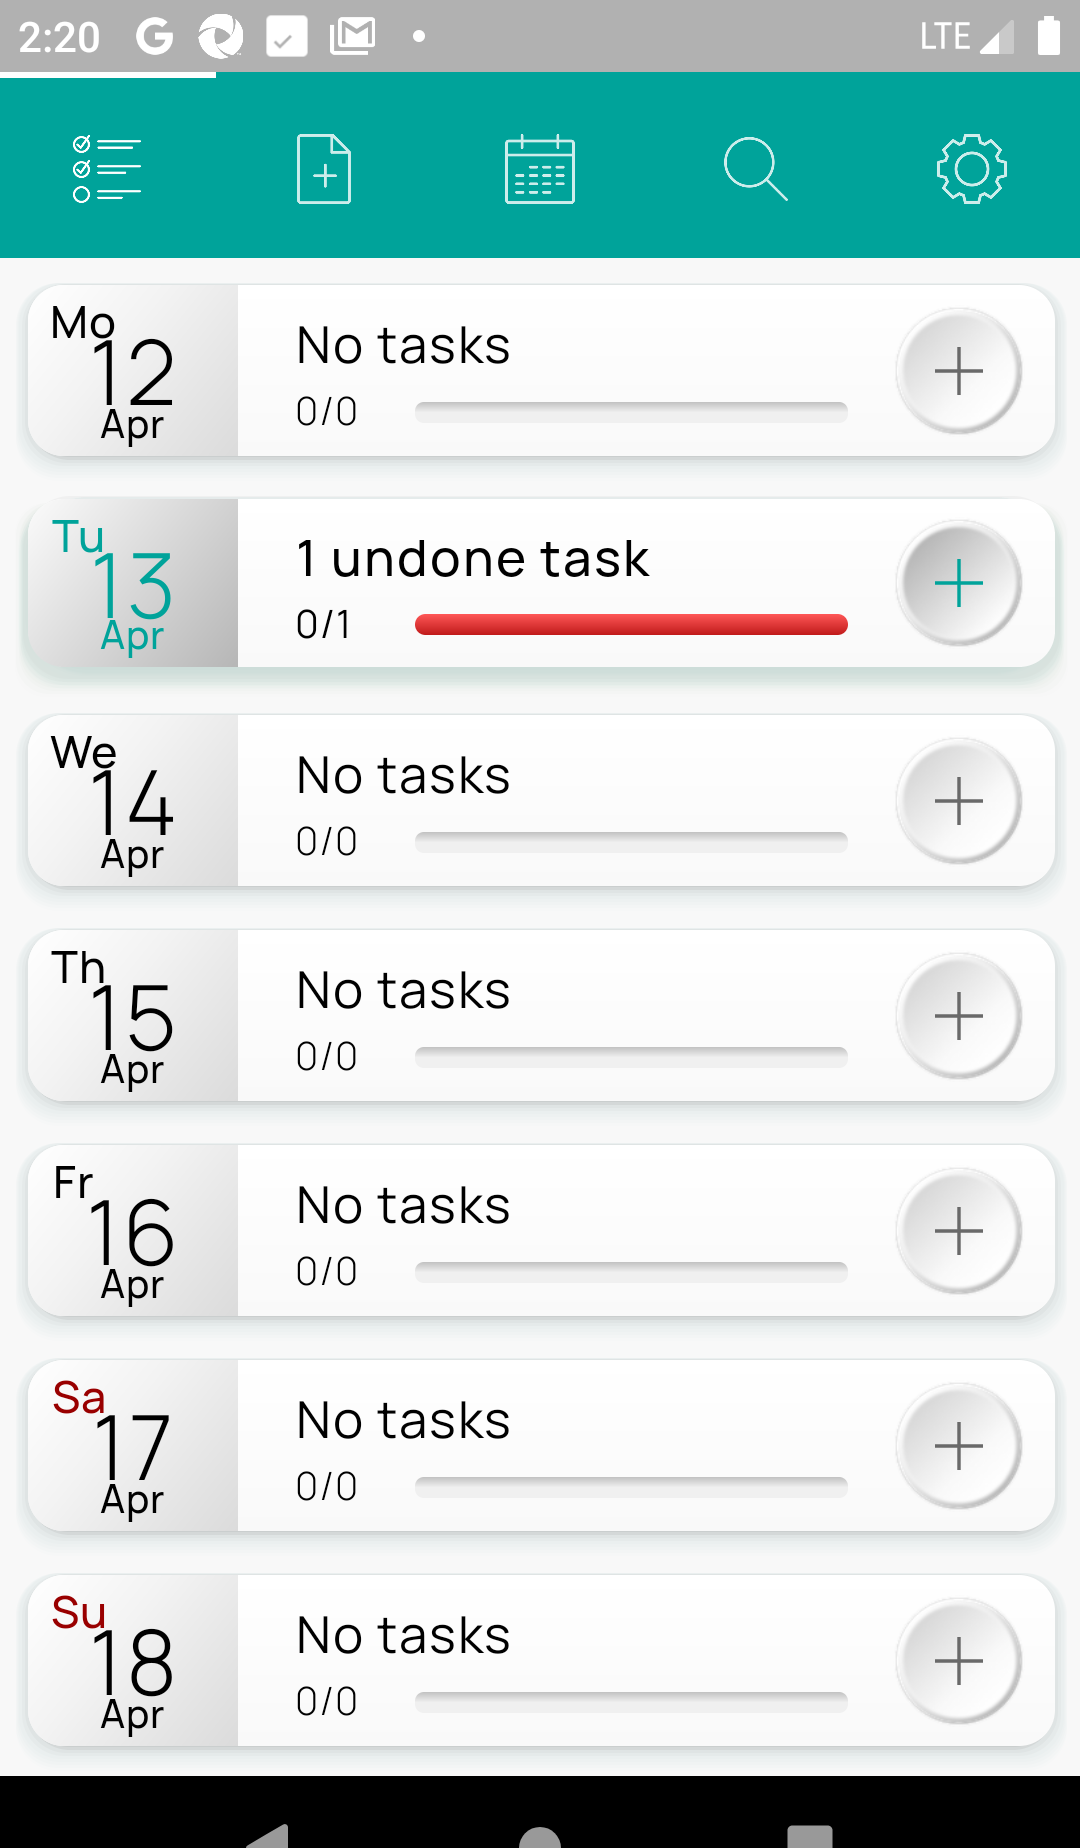 2:20 LTE
Mo
12
Apr
No tasks
0/0
Tu
13
Apr
1 undone task
0/1
We
14
Apr
No tasks
0/0
Th
15
Apr
No tasks
0/0
Fr
16
Apr
No tasks
0/0
Sa
17
Apr
No tasks
0/0
Su
18
Apr
No tasks
0/0